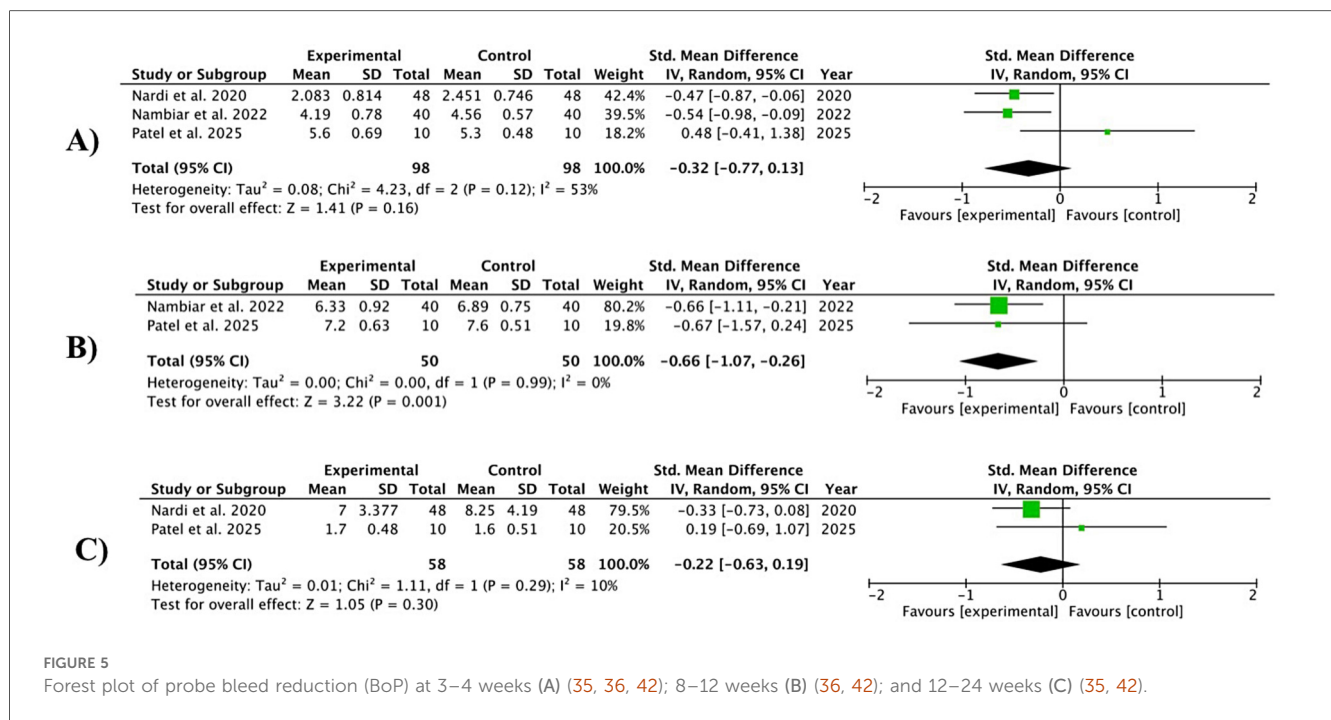 Experimental Control Std. Mean Difference Std. Mean Difference
Study or Subgroup Mean SD Total Mean SD Total Weight IV, Random, 95% CI Year IV, Random, 95% CI
Nardi et al. 2020 2.083 0.814 48 2.451 0.746 48 42.4% −0.47 [−0.87, −0.06] 2020
Nambiar et al. 2022 4.19 0.78 40 4.56 0.57 40 39.5% −0.54 [−0.98, −0.09] 2022
Patel et al. 2025 5.6 0.69 10 5.3 0.48 10 18.2% 0.48 [−0.41, 1.38] 2025
A)
Total (95% CI) 98 98 100.0% −0.32 [−0.77, 0.13]
Heterogeneity: Tau² = 0.08; Chi² = 4.23, df = 2 (P = 0.12); I² = 53%
Test for overall effect: Z = 1.41 (P = 0.16)
−2 −1 0 1 2
Favours [experimental] Favours [control]
Experimental Control Std. Mean Difference Std. Mean Difference
Study or Subgroup Mean SD Total Mean SD Total Weight IV, Random, 95% CI Year IV, Random, 95% CI
Nambiar et al. 2022 6.33 0.92 40 6.89 0.75 40 80.2% −0.66 [−1.11, −0.21] 2022
Patel et al. 2025 7.2 0.63 10 7.6 0.51 10 19.8% −0.67 [−1.57, 0.24] 2025
B)
Total (95% CI) 50 50 100.0% −0.66 [−1.07, −0.26]
Heterogeneity: Tau² = 0.00; Chi² = 0.00, df = 1 (P = 0.99); I² = 0%
Test for overall effect: Z = 3.22 (P = 0.001)
−2 −1 0 1 2
Favours [experimental] Favours [control]
Experimental Control Std. Mean Difference Std. Mean Difference
Study or Subgroup Mean SD Total Mean SD Total Weight IV, Random, 95% CI Year IV, Random, 95% CI
Nardi et al. 2020 7 3.377 48 8.25 4.19 48 79.5% −0.33 [−0.73, 0.08] 2020
Patel et al. 2025 1.7 0.48 10 1.6 0.51 10 20.5% 0.19 [−0.69, 1.07] 2025
C)
Total (95% CI) 58 58 100.0% −0.22 [−0.63, 0.19]
Heterogeneity: Tau² = 0.01; Chi² = 1.11, df = 1 (P = 0.29); I² = 10%
Test for overall effect: Z = 1.05 (P = 0.30)
−2 −1 0 1 2
Favours [experimental] Favours [control]
FIGURE 5
Forest plot of probe bleed reduction (BoP) at 3–4 weeks (A) (35, 36, 42); 8–12 weeks (B) (36, 42); and 12–24 weeks (C) (35, 42).